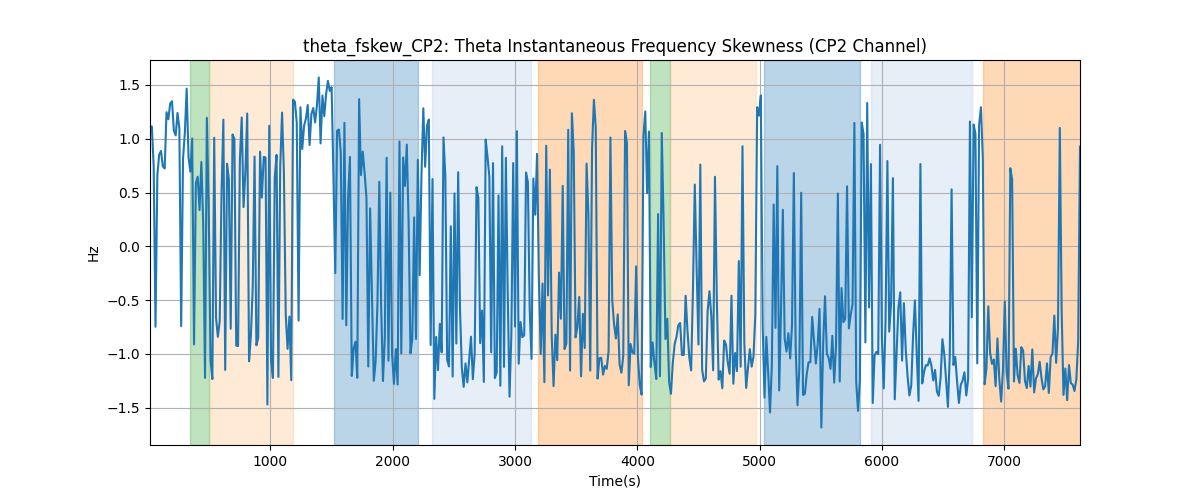 theta_fskew_CP2: Theta Instantaneous Frequency Skewness (CP2 Channel)
1.5
1.0
0.5
0.0
−0.5
−1.0
−1.5
Hz
1000 2000 3000 4000 5000 6000 7000
Time(s)